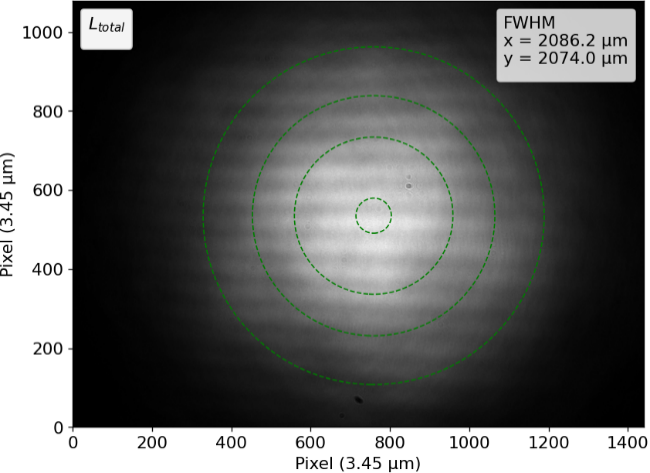 L_total
FWHM
x = 2086.2 μm
y = 2074.0 μm
1000
800
600
400
200
0
Pixel (3.45 μm)
0 200 400 600 800 1000 1200 1400
Pixel (3.45 μm)